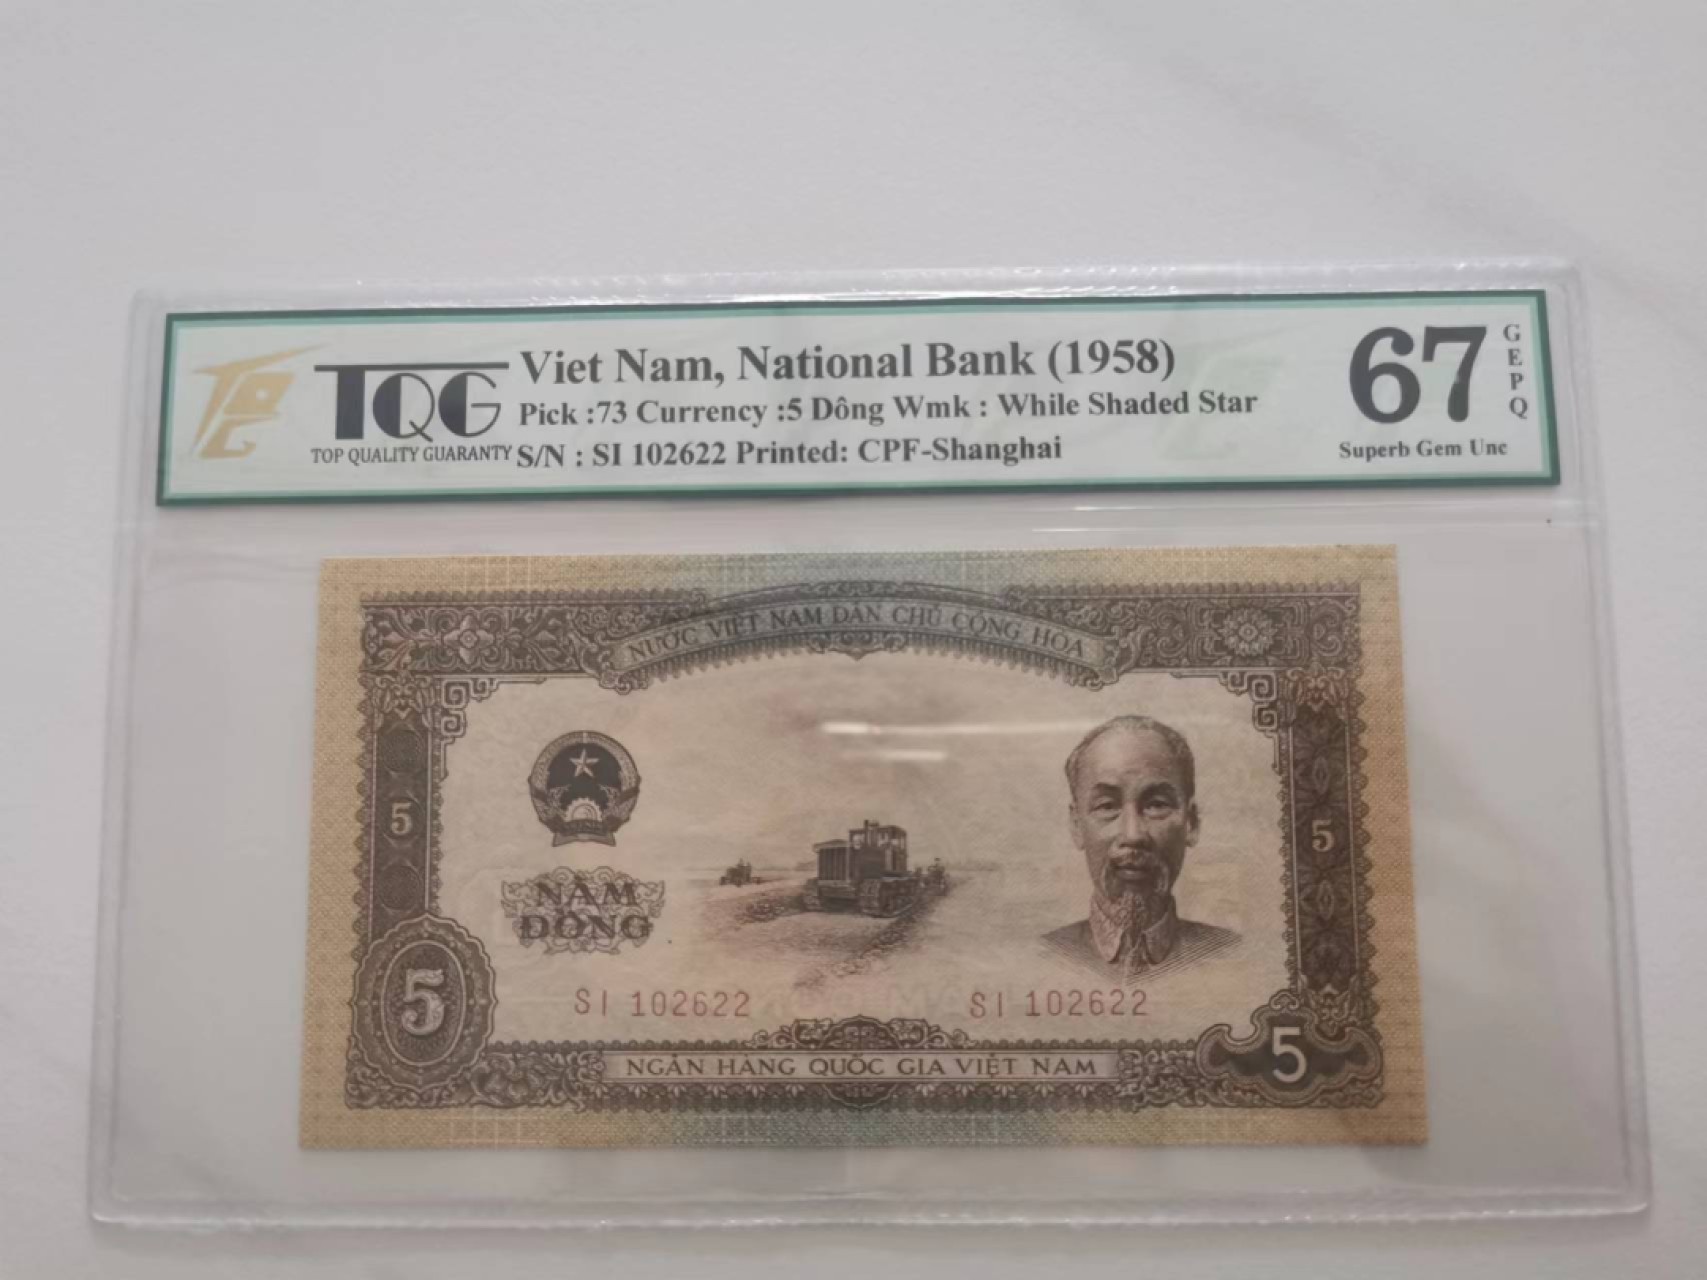 TQG
TOP QUALITY GUARANTY
Viet Nam, National Bank (1958)
Pick :73 Currency :5 Dông Wmk : While Shaded Star
S/N : SI 102622 Printed: CPF-Shanghai
67
GEPQ
Superb Gem Unc
NƯỚC VIỆT NAM DÂN CHỦ CỘNG HÒA
5
5
NĂM
ĐỒNG
5
SI 102622
SI 102622
5
NGÂN HÀNG QUỐC GIA VIỆT NAM